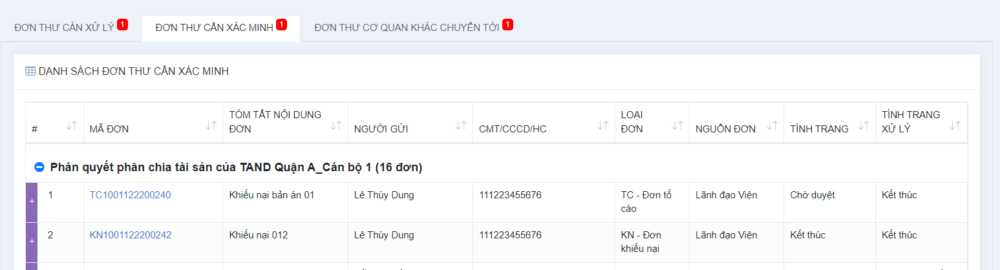 ĐƠN THƯ CẦN XỬ LÝ 1 ĐƠN THƯ CẦN XÁC MINH 1 ĐƠN THƯ CƠ QUAN KHÁC CHUYỂN TỚI 1
DANH SÁCH ĐƠN THƯ CẦN XÁC MINH
# MÃ ĐƠN TÓM TẮT NỘI DUNG ĐƠN NGƯỜI GỬI CMT/CCCD/HC LOẠI ĐƠN NGUỒN ĐƠN TÌNH TRẠNG TÌNH TRẠNG XỬ LÝ
Phán quyết phân chia tài sản của TAND Quận A_Cán bộ 1 (16 đơn)
+ 1 TC1001122200240 Khiếu nại bản án 01 Lê Thùy Dung 111223455676 TC - Đơn tố cáo Lãnh đạo Viện Chờ duyệt Kết thúc
+ 2 KN1001122200242 Khiếu nại 012 Lê Thùy Dung 111223455676 KN - Đơn khiếu nại Lãnh đạo Viện Kết thúc Kết thúc